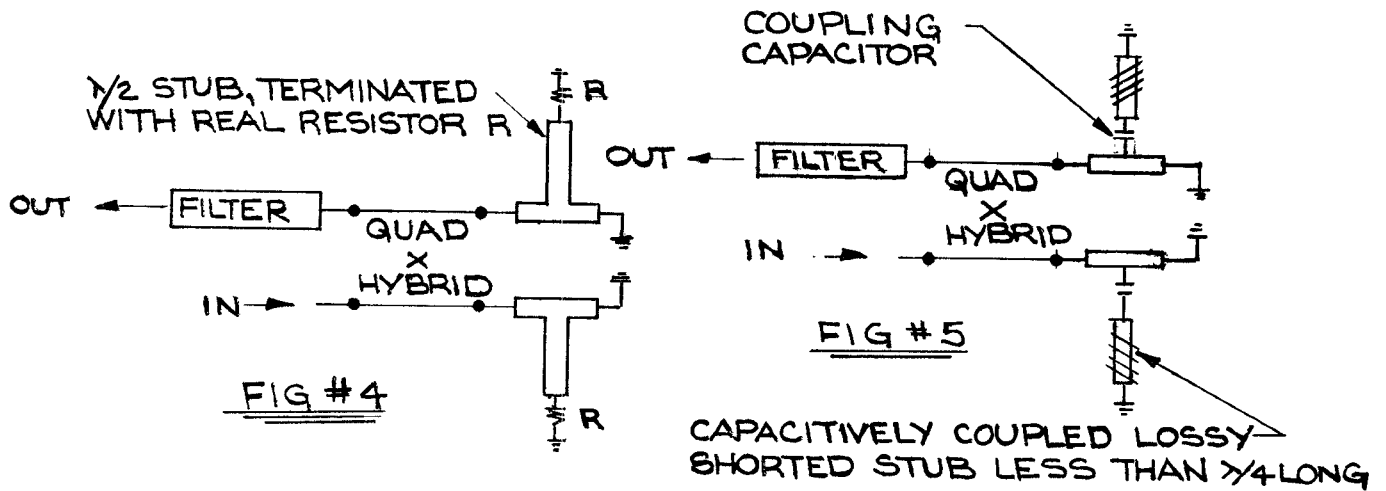 λ/2 STUB, TERMINATED
WITH REAL RESISTOR R
R
OUT
FILTER
QUAD
X
HYBRID
IN
R
FIG #4
COUPLING
CAPACITOR
OUT
FILTER
QUAD
X
HYBRID
IN
FIG #5
CAPACITIVELY COUPLED LOSSY
SHORTED STUB LESS THAN λ/4 LONG